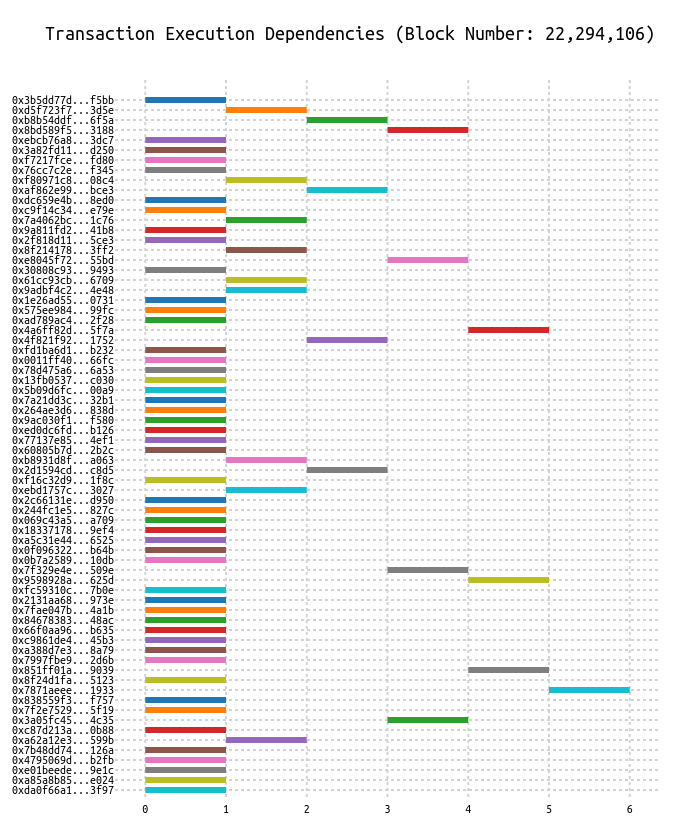 Transaction Execution Dependencies (Block Number: 22,294,106)
0x3b5dd77d...f5bb
0xd5f723f7...3d5e
0xb8b54ddf...6f5a
0x8bd589f5...3188
0xebcb76a8...3dc7
0x3a82fd11...d250
0xf7217fce...fd80
0x76cc7c2e...f345
0xf80971c8...08c4
0xaf862e99...bce3
0xdc659e4b...8ed0
0xc9f14c34...e79e
0x7a4062bc...1c76
0x9a811fd2...41b8
0x2f818d11...5ce3
0x8f214178...3ff2
0xe8045f72...55bd
0x30808c93...9493
0x61cc93cb...6709
0x9adbf4c2...4e48
0x1e26ad55...0731
0x575ee984...99fc
0xad789ac4...2f28
0x4a6ff82d...5f7a
0x4f821f92...1752
0xfd1ba6d1...b232
0x0011ff40...66fc
0x78d475a6...6a53
0x13fb0537...c030
0x5b09d6fc...00a9
0x7a21dd3c...32b1
0x264ae3d6...838d
0x9ac030f1...f580
0xed0dc6fd...b126
0x77137e85...4ef1
0x60805b7d...2b2c
0xb8931d8f...a063
0x2d1594cd...c8d5
0xf16c32d9...1f8c
0xebd1757c...3027
0x2c66131e...d950
0x244fc1e5...827c
0x069c43a5...a709
0x18337178...9ef4
0xa5c31e44...6525
0x0f096322...b64b
0x0b7a2589...10db
0x7f329e4e...509e
0x9598928a...625d
0xfc59310c...7b0e
0x2131aa68...973e
0x7fae047b...4a1b
0x84678383...48ac
0x66f0aa96...b635
0xc9861de4...45b3
0xa388d7e3...8a79
0x7997fbe9...2d6b
0x851ff01a...9039
0x8f24d1fa...5123
0x7871aeee...1933
0x838559f3...f757
0x7f2e7529...5f19
0x3a05fc45...4c35
0xc87d213a...0b88
0xa62a12e3...599b
0x7b48dd74...126a
0x4795069d...b2fb
0xe01beede...9e1c
0xa85a8b85...e024
0xda0f66a1...3f97
0 1 2 3 4 5 6